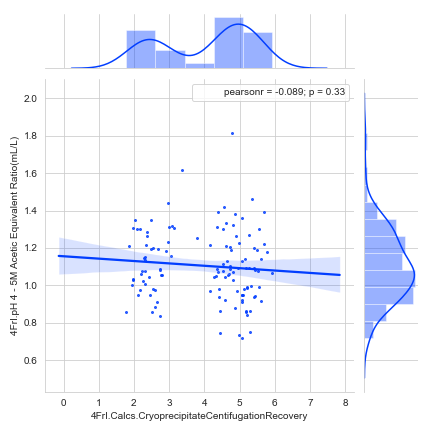 pearsonr = -0.089; p = 0.33
2.0
1.8
1.6
1.4
1.2
1.0
0.8
0.6
4FrI.pH 4 - 5M Acetic Equivalent Ratio(mL/L)
0 1 2 3 4 5 6 7 8
4FrI.Calcs.CryoprecipitateCentifugationRecovery